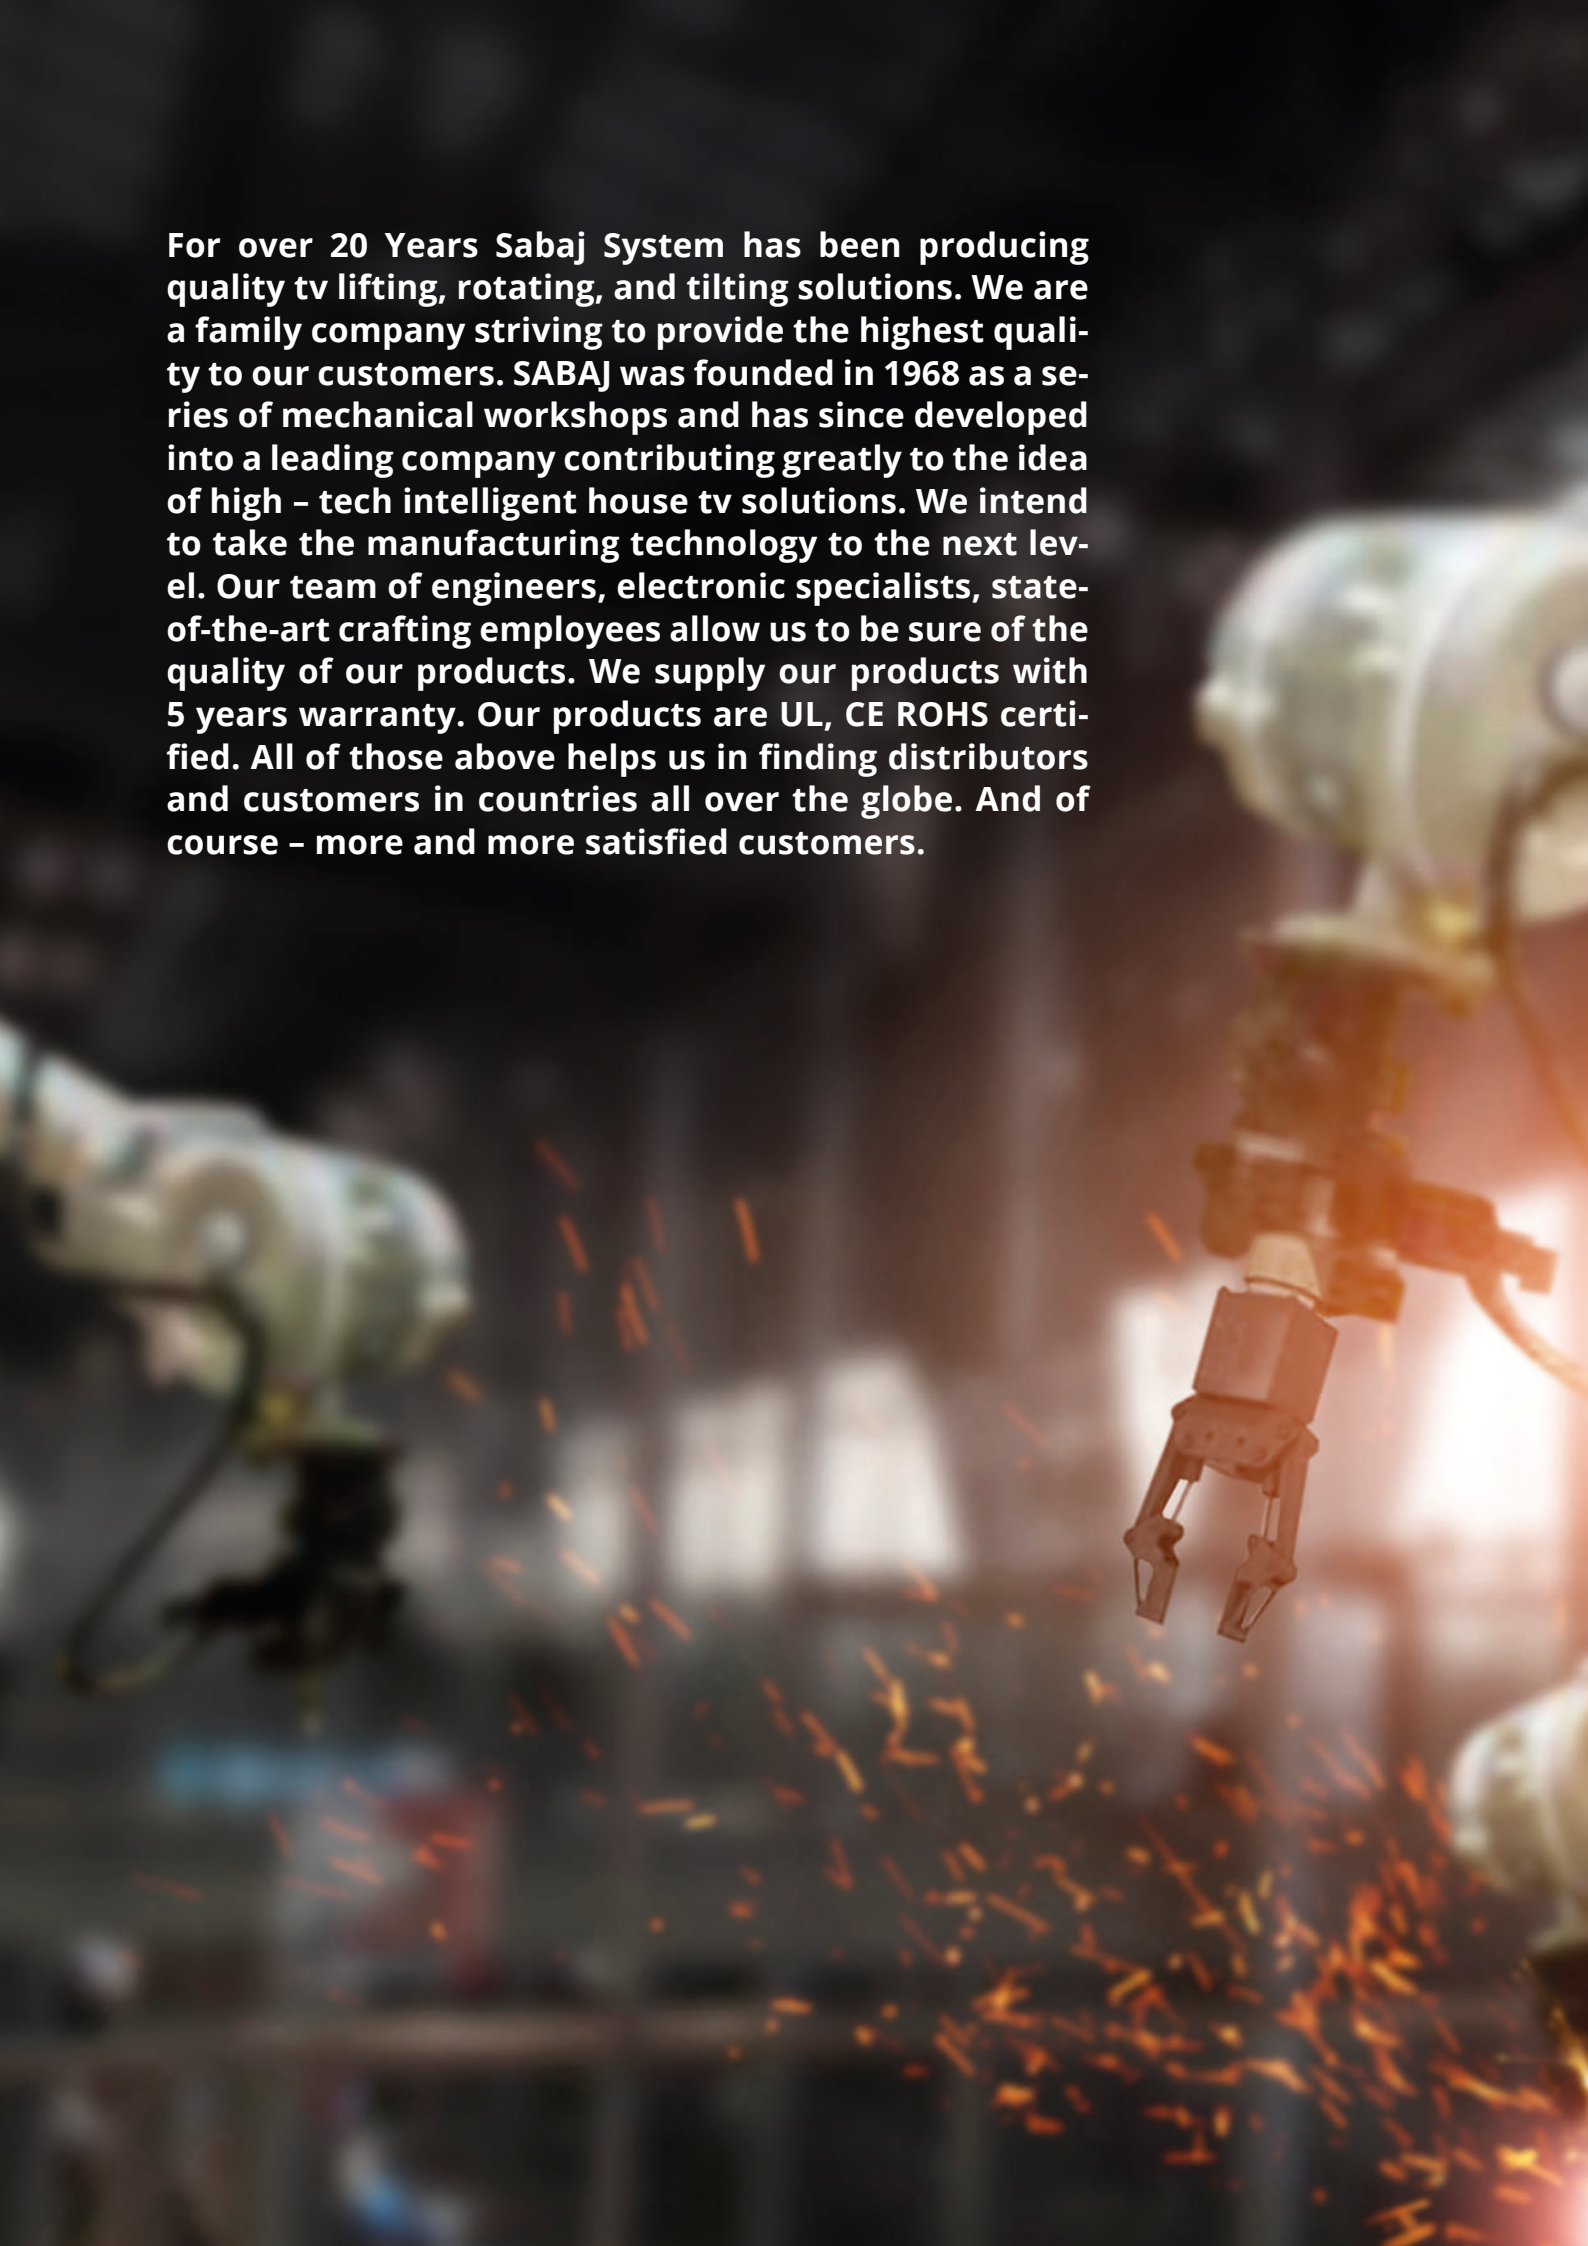 For over 20 Years Sabaj System has been producing
quality tv lifting, rotating, and tilting solutions. We are
a family company striving to provide the highest quali-
ty to our customers. SABAJ was founded in 1968 as a se-
ries of mechanical workshops and has since developed
into a leading company contributing greatly to the idea
of high – tech intelligent house tv solutions. We intend
to take the manufacturing technology to the next lev-
el. Our team of engineers, electronic specialists, state-
of-the-art crafting employees allow us to be sure of the
quality of our products. We supply our products with
5 years warranty. Our products are UL, CE ROHS certi-
fied. All of those above helps us in finding distributors
and customers in countries all over the globe. And of
course – more and more satisfied customers.